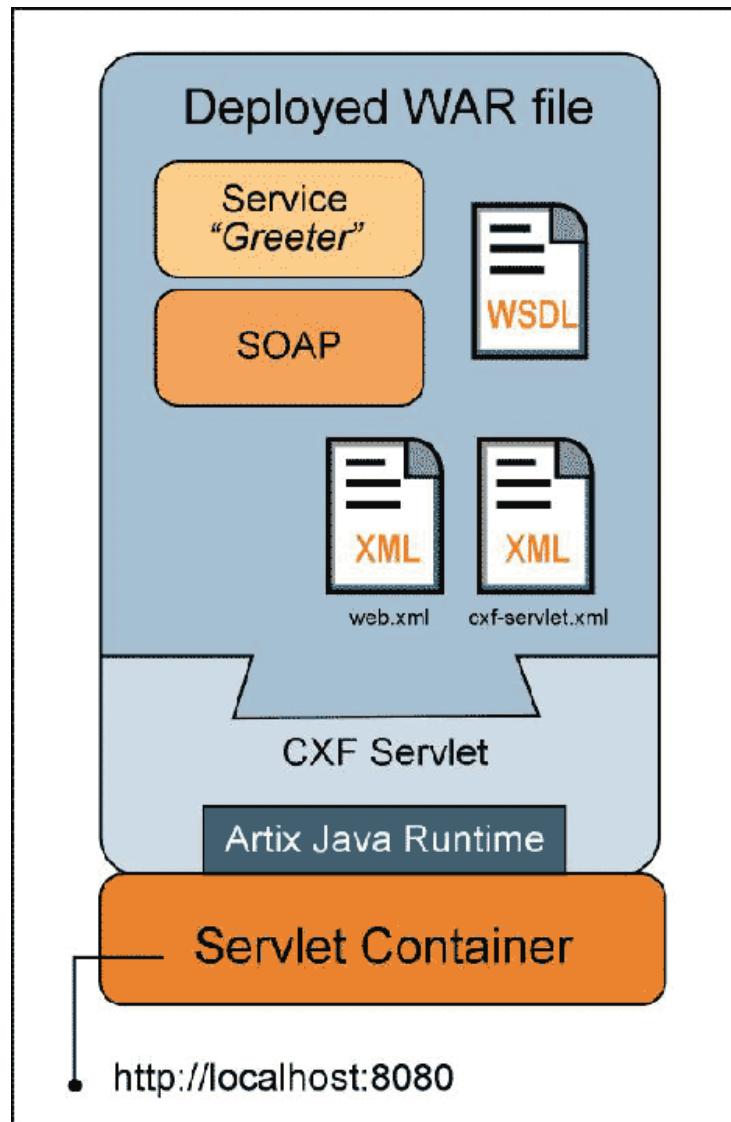 Deployed WAR file
Service
“Greeter”
SOAP
WSDL
XML
XML
web.xml
cxf-servlet.xml
CXF Servlet
Artix Java Runtime
Servlet Container
http://localhost:8080